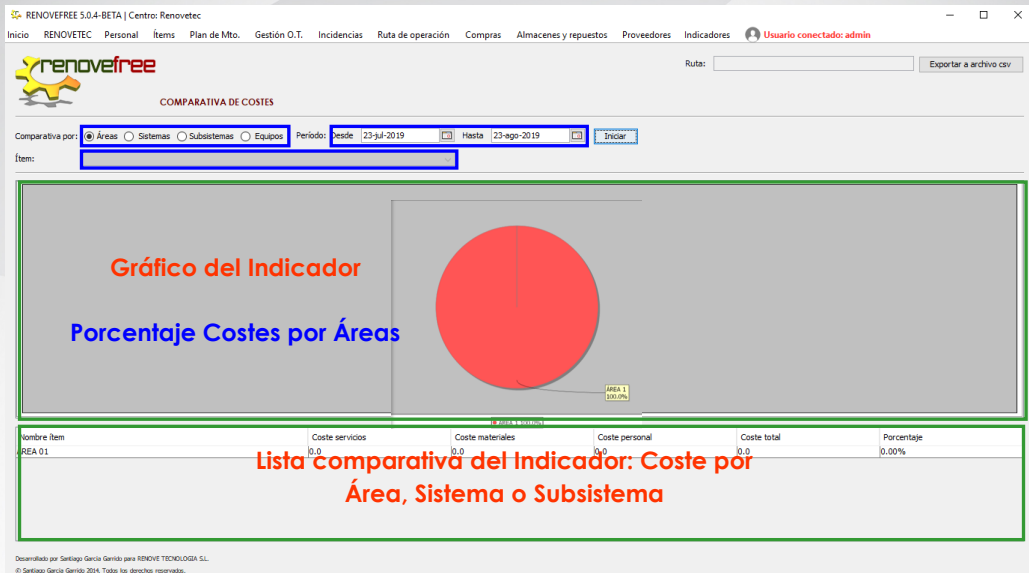 RENOVEFREE 5.0.4-BETA | Centro: Renovetec
Inicio RENOVETEC Personal Ítems Plan de Mto. Gestión O.T. Incidencias Ruta de operación Compras Almacenes y repuestos Proveedores Indicadores Usuario conectado: admin
renovefree
Ruta: Exportar a archivo csv
COMPARATIVA DE COSTES
Comparativa por: Áreas Sistemas Subsistemas Equipos Período: Desde 23-jul-2019 Hasta 23-ago-2019 Iniciar
Ítem:
Gráfico del Indicador
Porcentaje Costes por Áreas
ÁREA 1
100.0%
ÁREA 1 100.0%
Nombre ítem Coste servicios Coste materiales Coste personal Coste total Porcentaje
ÁREA 01 0.0 0.0 0.0 0.0 0.00%
Lista comparativa del Indicador: Coste por
Área, Sistema o Subsistema
Desarrollado por Santiago García Garrido para RENOVE TECNOLOGÍA S.L.
© Santiago García Garrido 2014. Todos los derechos reservados.